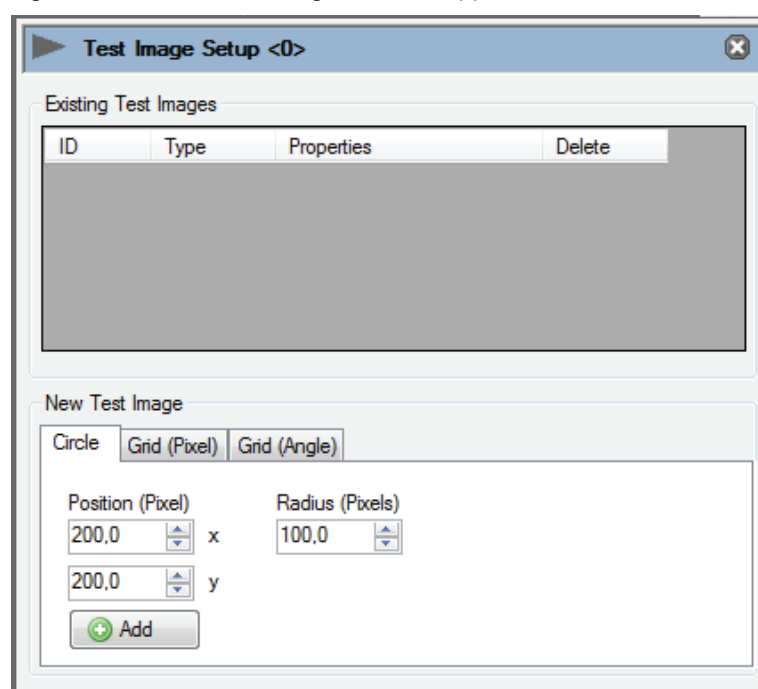 Test Image Setup <0>
Existing Test Images
ID Type Properties Delete
New Test Image
Circle Grid (Pixel) Grid (Angle)
Position (Pixel) Radius (Pixels)
200,0 x 100,0
200,0 y
Add